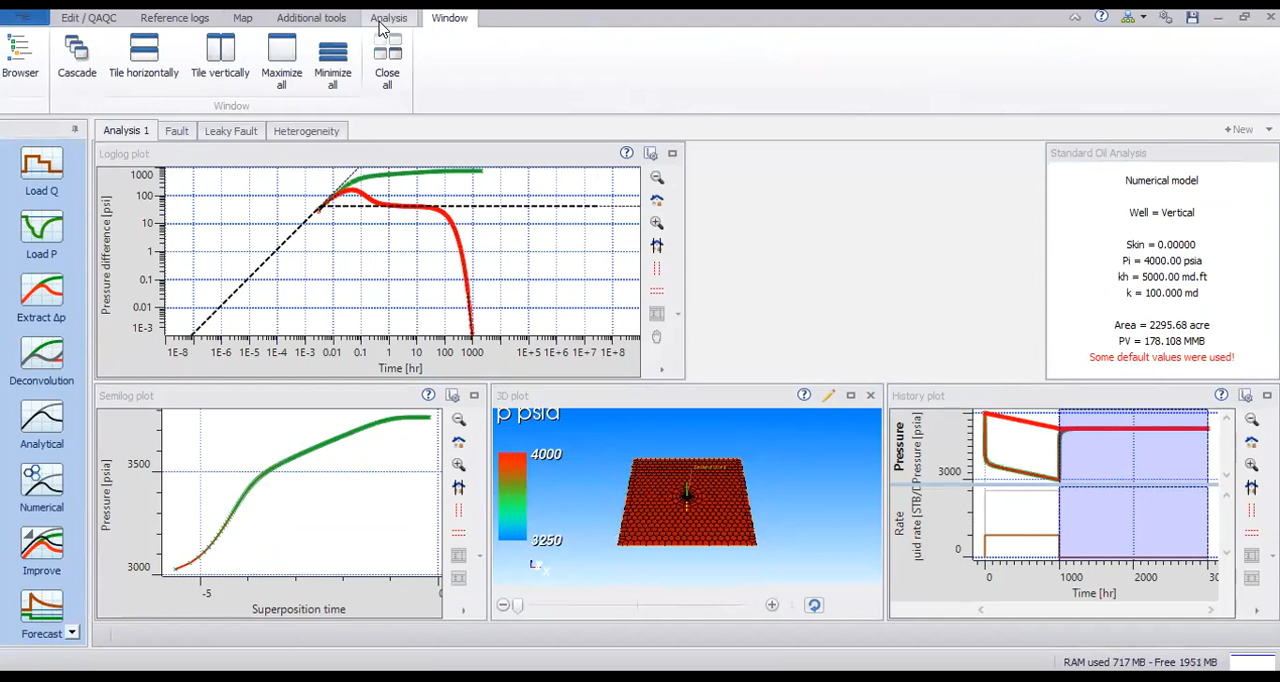 Edit / QAQC Reference logs Map Additional tools Analysis Window
Browser Cascade Tile horizontally Tile vertically Maximize all Minimize all Close all
Window
Analysis 1 Fault Leaky Fault Heterogeneity + New
Load Q
Load P
Extract Δp
Deconvolution
Analytical
Numerical
Improve
Forecast
Loglog plot
Pressure difference [psi]
1000
100
10
1
0.1
0.01
1E-3
1E-8 1E-6 1E-5 1E-4 1E-3 0.01 0.1 1 10 100 1000 1E+5 1E+6 1E+7 1E+8
Time [hr]
Standard Oil Analysis
Numerical model
Well = Vertical
Skin = 0.00000
Pi = 4000.00 psia
kh = 5000.00 md.ft
k = 100.000 md
Area = 2295.68 acre
PV = 178.108 MMB
Some default values were used!
Semilog plot
Pressure [psia]
3500
3000
-5 0
Superposition time
3D plot
p psia
4000
3250
History plot
Pressure
Pressure [psia]
3000
Rate
0
0 1000 2000 30
Time [hr]
RAM used 717 MB - Free 1951 MB